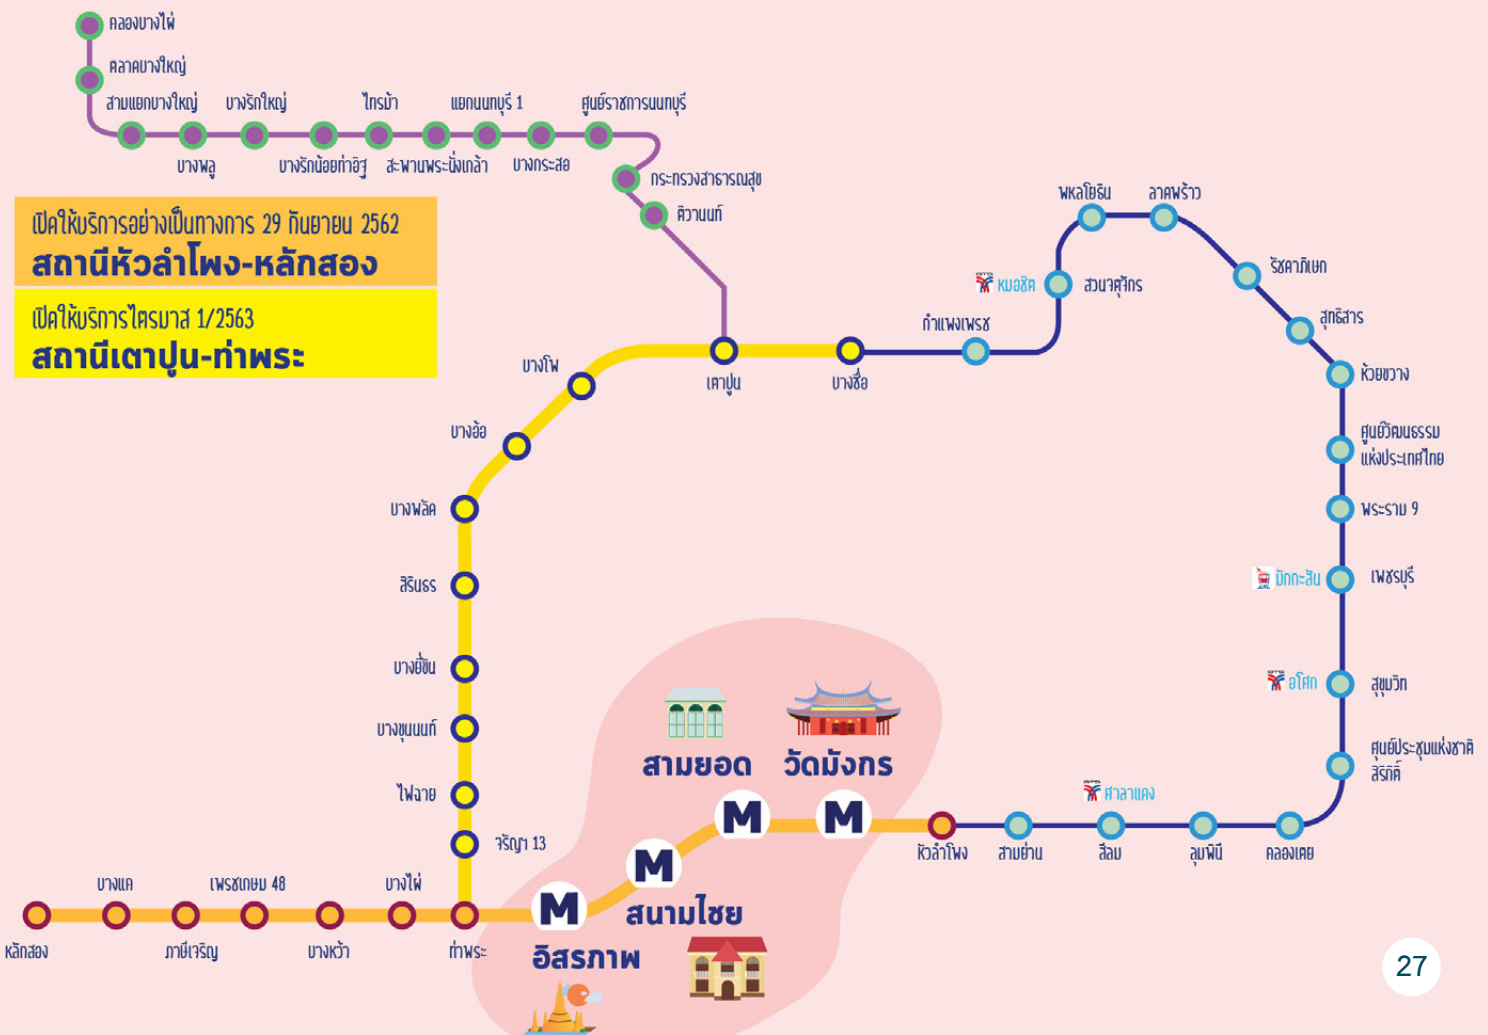 คลองบางไผ่
ตลาดบางใหญ่
สามแยกบางใหญ่
บางพลู
บางรักใหญ่
บางรักน้อยท่าอิฐ
ไทรม้า
สะพานพระนั่งเกล้า
แยกนนทบุรี 1
บางกระสอ
ศูนย์ราชการนนทบุรี
กระทรวงสาธารณสุข
ติวานนท์
เปิดให้บริการอย่างเป็นทางการ 29 กันยายน 2562
สถานีหัวลำโพง-หลักสอง
เปิดให้บริการไตรมาส 1/2563
สถานีเตาปูน-ท่าพระ
เตาปูน
บางซื่อ
กำแพงเพชร
หมอชิต
สวนจตุจักร
พหลโยธิน
ลาดพร้าว
รัชดาภิเษก
สุทธิสาร
ห้วยขวาง
ศูนย์วัฒนธรรม
แห่งประเทศไทย
พระราม 9
มักกะสัน
เพชรบุรี
อโศก
สุขุมวิท
ศูนย์ประชุมแห่งชาติ
สิริกิติ์
คลองเตย
ลุมพินี
ศาลาแดง
สีลม
สามย่าน
หัวลำโพง
บางโพ
บางอ้อ
บางพลัด
สิรินธร
บางยี่ขัน
บางขุนนนท์
ไฟฉาย
จรัญฯ 13
สามยอด
วัดมังกร
M
M
M
สนามไชย
M
อิสรภาพ
ท่าพระ
บางไผ่
บางหว้า
เพชรเกษม 48
ภาษีเจริญ
บางแค
หลักสอง
27